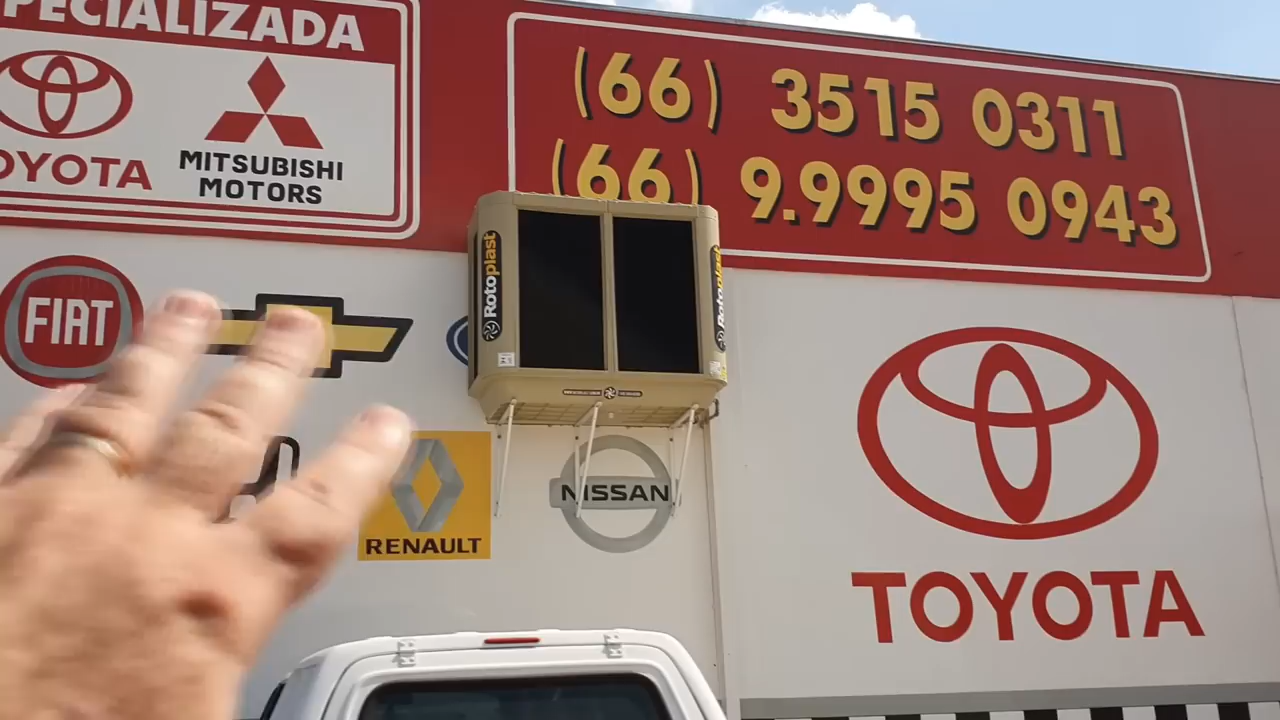 PECIALIZADA
OYOTA
MITSUBISHI
MOTORS
(66) 3515 0311
(66) 9.9995 0943
Rotoplast
Rotoplast
FIAT
RENAULT
NISSAN
TOYOTA